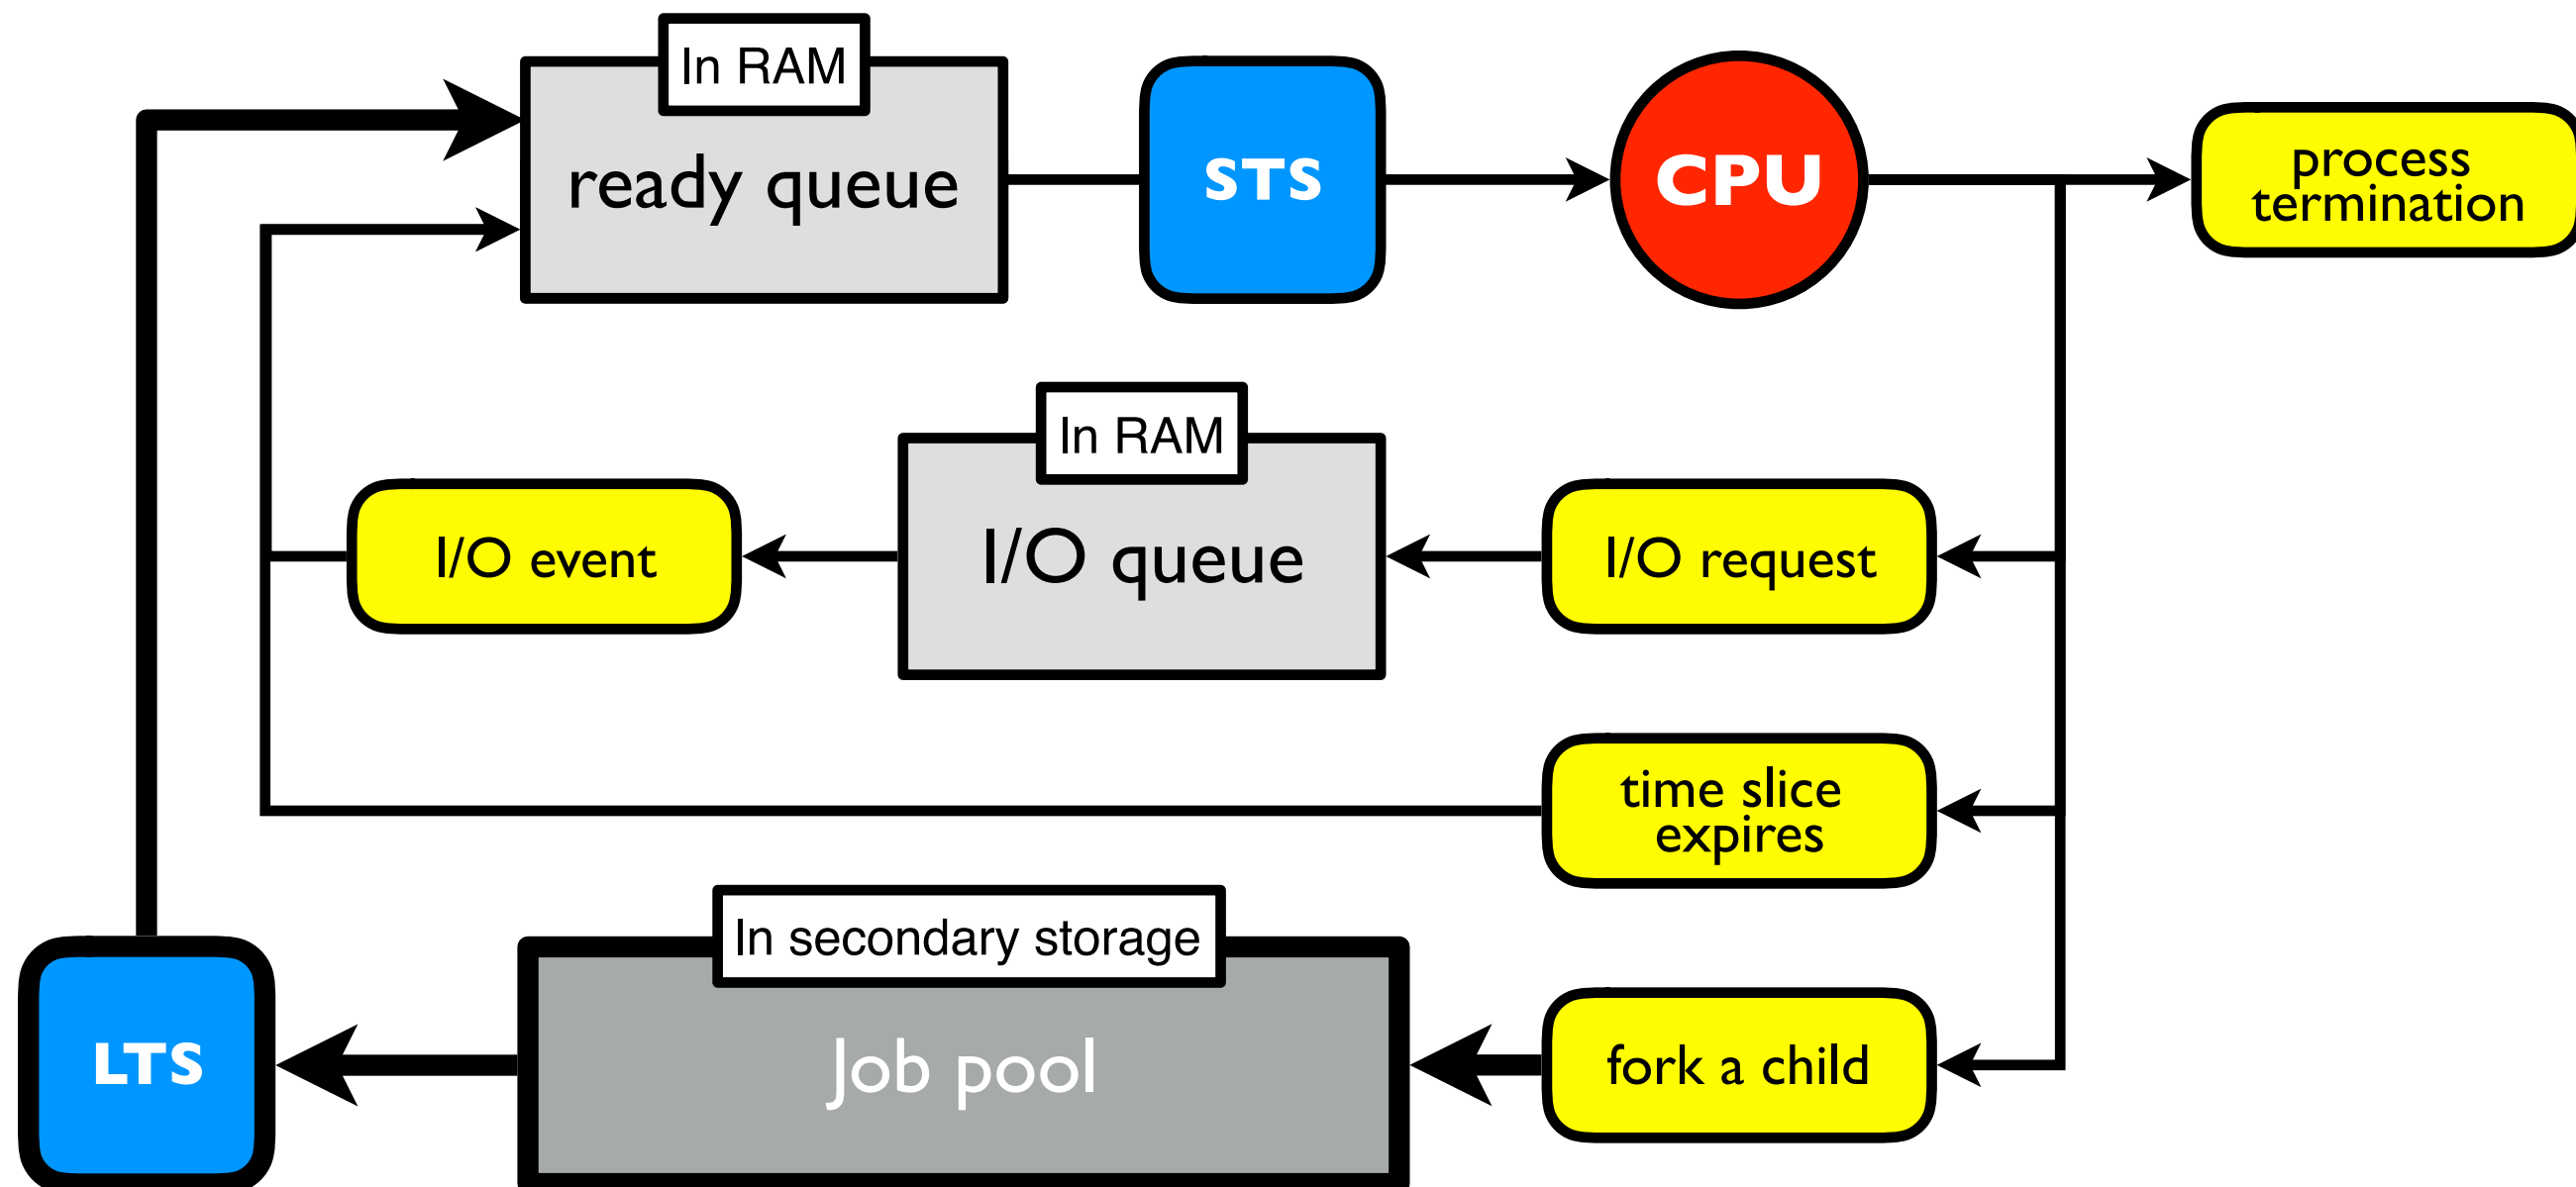 In RAM
ready queue
STS
CPU
process
termination
In RAM
I/O event
I/O queue
I/O request
time slice
expires
In secondary storage
LTS
Job pool
fork a child